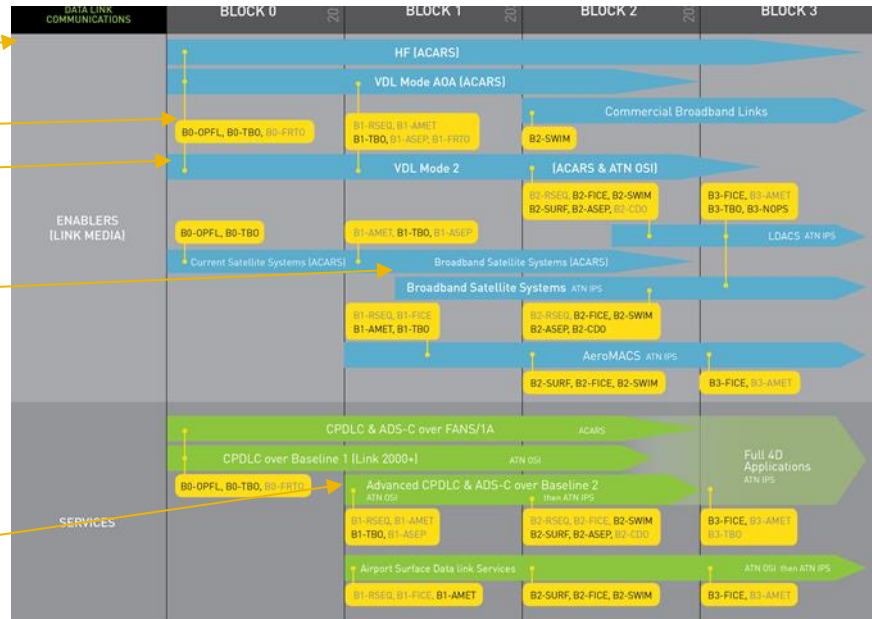 DATA LINK
COMMUNICATIONS
BLOCK 0
20
BLOCK 1
20
BLOCK 2
20
BLOCK 3
HF (ACARS)
VDL Mode AOA (ACARS)
Commercial Broadband Links
B0-OPFL, B0-TBO, B0-FRTO
B1-RSEQ, B1-AMET
B1-TBO, B1-ASEP, B1-FRTO
B2-SWIM
VDL Mode 2 (ACARS & ATN OSI)
ENABLERS
(LINK MEDIA)
B2-RSEQ, B2-FICE, B2-SWIM
B2-SURF, B2-ASEP, B2-CDO
B3-FICE, B3-AMET
B3-TBO, B3-NOPS
B0-OPFL, B0-TBO
B1-AMET, B1-TBO, B1-ASEP
LDACS ATN IPS
Current Satellite Systems (ACARS)
Broadband Satellite Systems (ACARS)
Broadband Satellite Systems ATN IPS
B1-RSEQ, B1-FICE
B1-AMET, B1-TBO
B2-RSEQ, B2-FICE, B2-SWIM
B2-ASEP, B2-CDO
AeroMACS ATN IPS
B2-SURF, B2-FICE, B2-SWIM
B3-FICE, B3-AMET
SERVICES
CPDLC & ADS-C over FANS/1A ACARS
CPDLC over Baseline 1 (Link 2000+) ATN OSI
Full 4D
Applications
ATN IPS
B0-OPFL, B0-TBO, B0-FRTO
Advanced CPDLC & ADS-C over Baseline 2
ATN OSI then ATN IPS
B1-RSEQ, B1-AMET
B1-TBO, B1-ASEP
B2-RSEQ, B2-FICE, B2-SWIM
B2-SURF, B2-ASEP, B2-CDO
B3-FICE, B3-AMET
B3-TBO
Airport Surface Data link Services ATN OSI then ATN IPS
B1-RSEQ, B1-FICE, B1-AMET
B2-SURF, B2-FICE, B2-SWIM
B3-FICE, B3-AMET